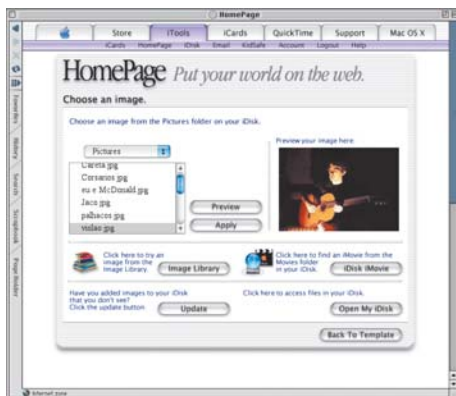 HomePage
Store iTools iCards QuickTime Support Mac OS X
iCards HomePage iDisk Email KidSafe Account Logout Help
Favorites
History
Search
Scrapbook
Page Holder
HomePage Put your world on the web.
Choose an image.
Choose an image from the Pictures folder on your iDisk.
Preview your image here
Pictures
Careta.jpg
Corsarios.jpg
eu e McDonald.jpg
Jaca.jpg
palhacos.jpg
violao.jpg
Preview
Apply
Click here to try an
image from the
Image Library.
Image Library
Click here to find an iMovie from the
Movies folder
in your iDisk.
iDisk iMovie
Have you added images to your iDisk
that you don't see?
Click the update button
Update
Click here to access files in your iDisk.
Open My iDisk
Back To Template
Internet zone